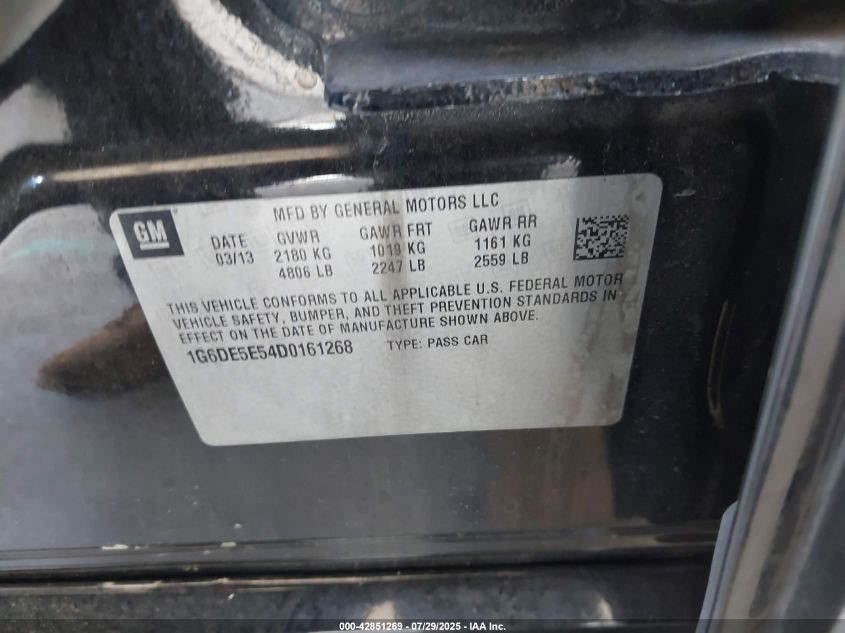 GM
MFD BY GENERAL MOTORS LLC
DATE GVWR GAWR FRT GAWR RR
03/13 2180 KG 1019 KG 1161 KG
4806 LB 2247 LB 2559 LB
THIS VEHICLE CONFORMS TO ALL APPLICABLE U.S. FEDERAL MOTOR
VEHICLE SAFETY, BUMPER, AND THEFT PREVENTION STANDARDS IN
EFFECT ON THE DATE OF MANUFACTURE SHOWN ABOVE.
1G6DE5E54D0161268 TYPE: PASS CAR
000-42851269 - 07/29/2025 - IAA Inc.